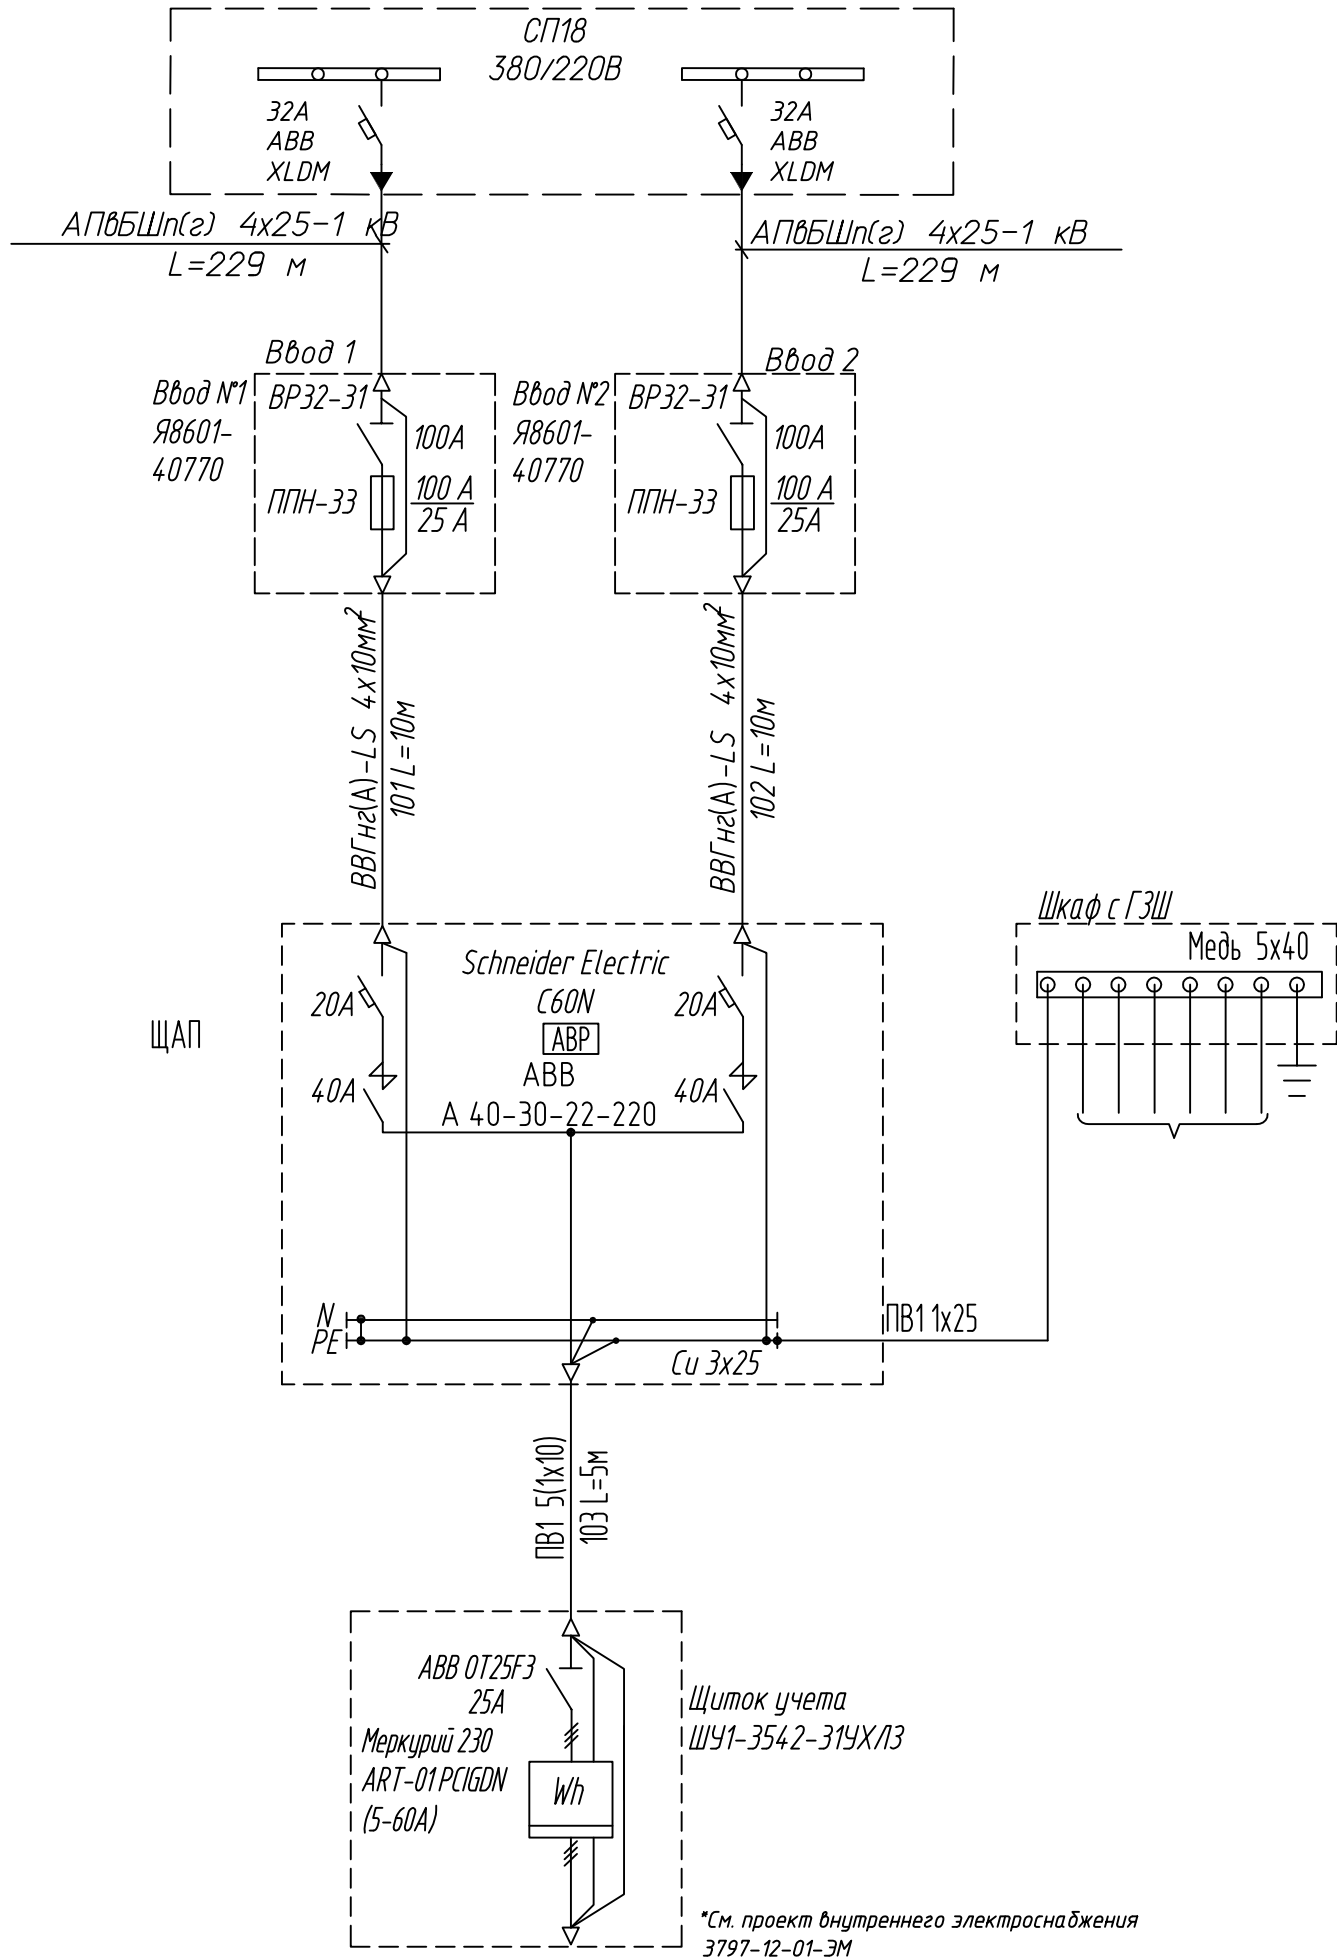 СП18
380/220В
32А
АВВ
XLDM
32А
АВВ
XLDM
АПвБШп(г) 4х25-1 кВ
L=229 м
АПвБШп(г) 4х25-1 кВ
L=229 м
Ввод 1
Ввод 2
Ввод №1
Я8601-
40770
ВР32-31
100А
ППН-33
100 А
25 А
Ввод №2
Я8601-
40770
ВР32-31
100А
ППН-33
100 А
25А
ВВГнг(А)-LS 4х10мм²
101 L=10м
ВВГнг(А)-LS 4х10мм²
102 L=10м
Шкаф с ГЗШ
Медь 5х40
ЩАП
Schneider Electric
C60N
АВР
АВВ
А 40-30-22-220
20А
40А
20А
40А
N
PE
Cu 3х25
ПВ1 1х25
ПВ1 5(1х10)
103 L=5м
АВВ OT25F3
25А
Меркурий 230
ART-01 PCIGDN
(5-60А)
Wh
Щиток учета
ШУ1-3542-31УХЛ3
*См. проект внутреннего электроснабжения
3797-12-01-ЭМ